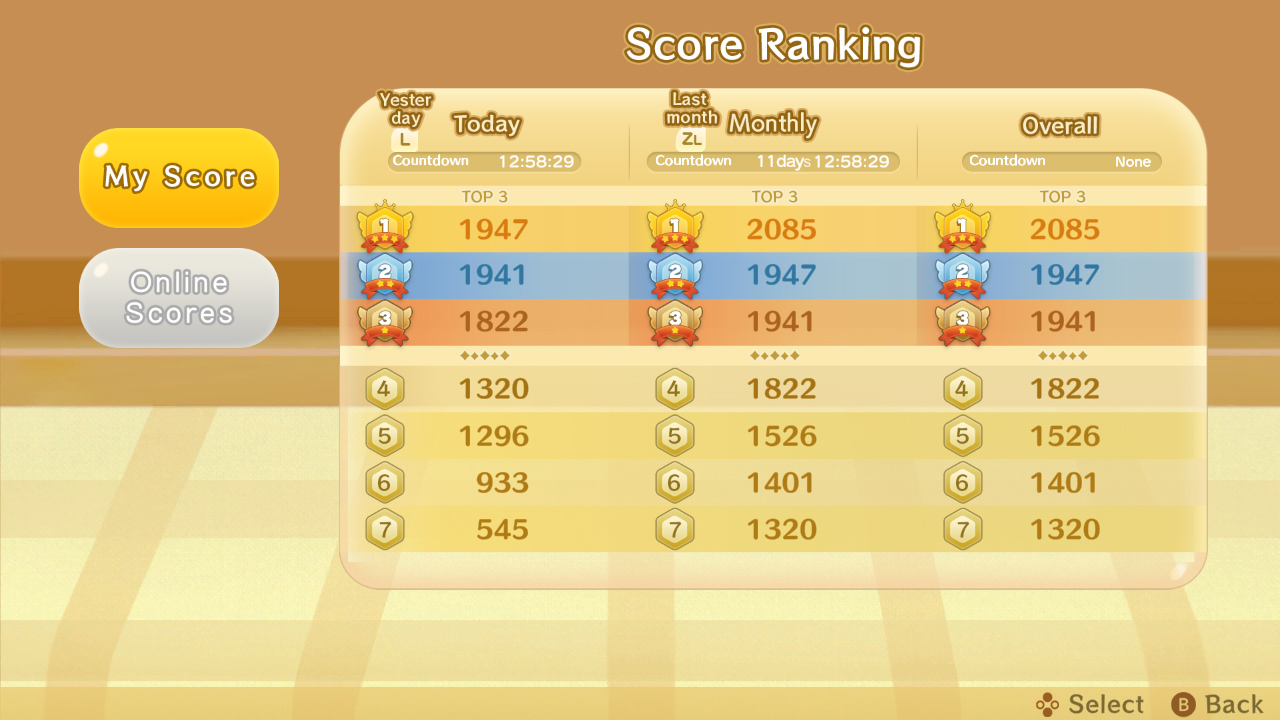 Score Ranking
My Score
Online
Scores
Yester
day
L
Today
Countdown 12:58:29
Last
month
ZL
Monthly
Countdown 11days 12:58:29
Overall
Countdown None
TOP 3 TOP 3 TOP 3
1 1947 1 2085 1 2085
2 1941 2 1947 2 1947
3 1822 3 1941 3 1941
4 1320 4 1822 4 1822
5 1296 5 1526 5 1526
6 933 6 1401 6 1401
7 545 7 1320 7 1320
Select B Back